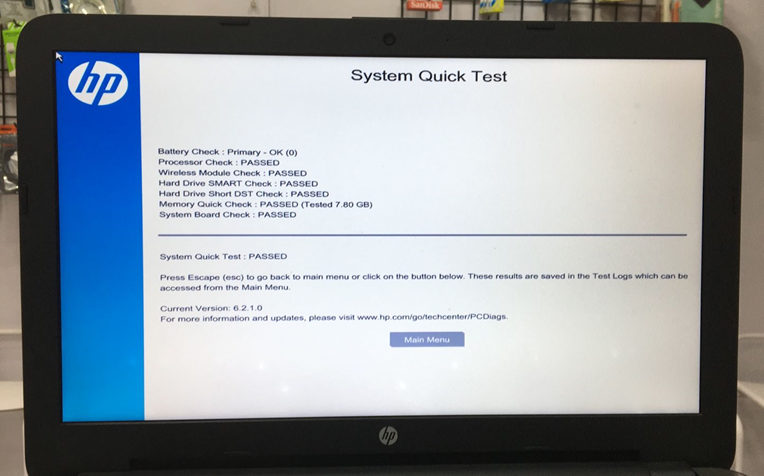 SanDisk
hp
System Quick Test
Battery Check : Primary - OK (0)
Processor Check : PASSED
Wireless Module Check : PASSED
Hard Drive SMART Check : PASSED
Hard Drive Short DST Check : PASSED
Memory Quick Check : PASSED (Tested 7.80 GB)
System Board Check : PASSED
System Quick Test : PASSED
Press Escape (esc) to go back to main menu or click on the button below. These results are saved in the Test Logs which can be
accessed from the Main Menu.
Current Version: 6.2.1.0
For more information and updates, please visit www.hp.com/go/techcenter/PCDiags.
Main Menu
hp